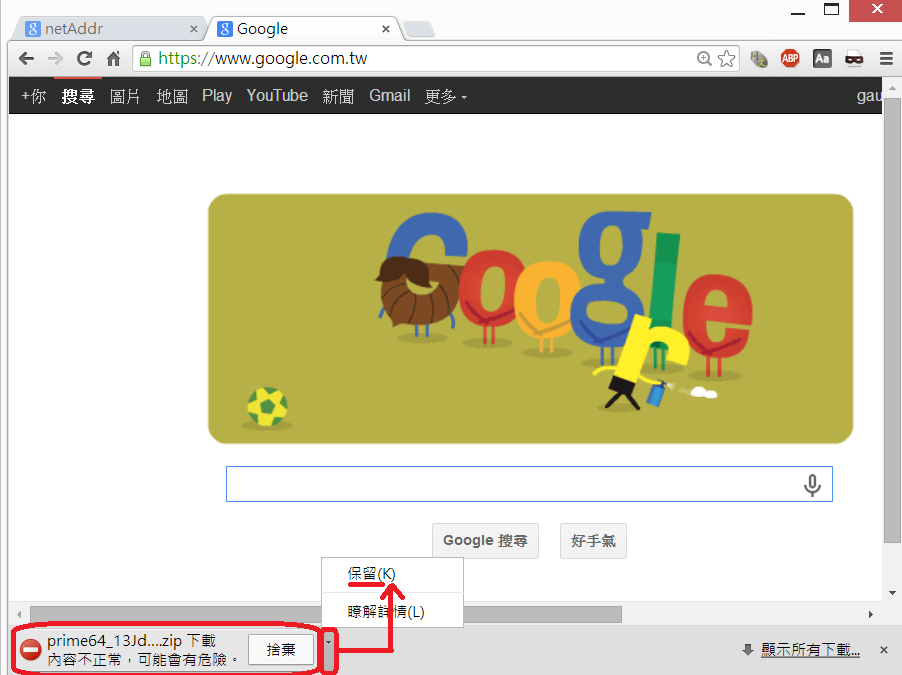 netAddr
Google
https://www.google.com.tw
ABP
Aa
+你 搜尋 圖片 地圖 Play YouTube 新聞 Gmail 更多 gau
Google
Google 搜尋 好手氣
保留(K)
瞭解詳情(L)
prime64_13Jd....zip 下載
內容不正常，可能會有危險。
捨棄
顯示所有下載...